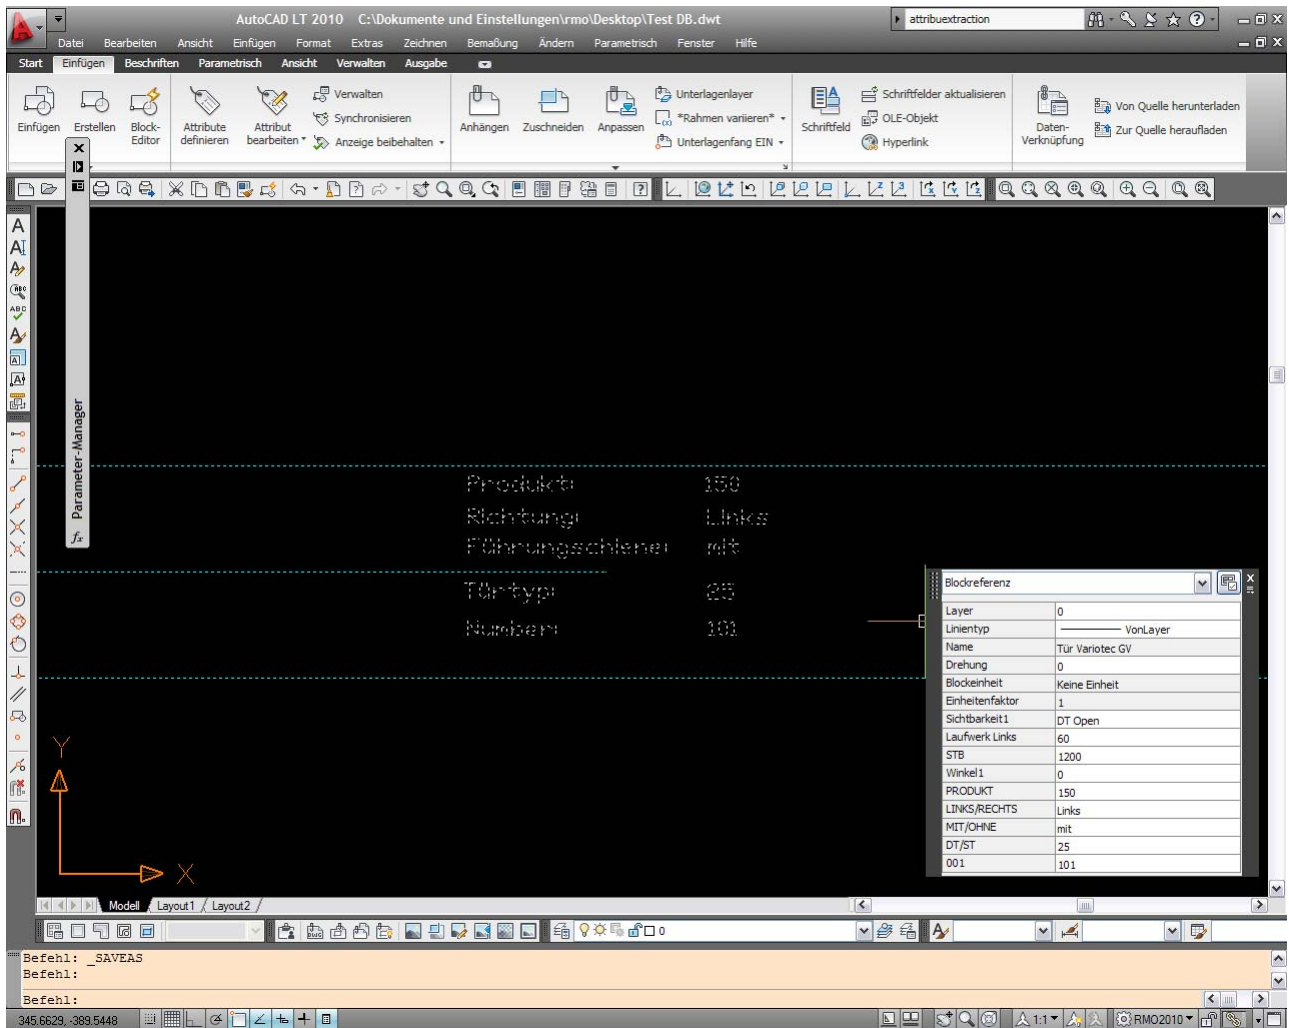 AutoCAD LT 2010 C:\Dokumente und Einstellungen\rmo\Desktop\Test DB.dwt
attribuextraction
Datei Bearbeiten Ansicht Einfügen Format Extras Zeichnen Bemaßung Ändern Parametrisch Fenster Hilfe
Start Einfügen Beschriften Parametrisch Ansicht Verwalten Ausgabe
Einfügen
Erstellen
Block-
Editor
Attribute
definieren
Attribut
bearbeiten
Verwalten
Synchronisieren
Anzeige beibehalten
Anhängen
Zuschneiden
Anpassen
Unterlagenlayer
*Rahmen variieren*
Unterlagenfang EIN
Schriftfeld
Schriftfelder aktualisieren
OLE-Objekt
Hyperlink
Daten-
Verknüpfung
Von Quelle herunterladen
Zur Quelle heraufladen
Parameter-Manager
Produkt: 150
Richtung: Links
Führungschiene: mit
Türtyp: 25
Number: 101
Y
X
Blockreferenz
Layer 0
Linientyp VonLayer
Name Tür Variotec GV
Drehung 0
Blockeinheit Keine Einheit
Einheitenfaktor 1
Sichtbarkeit1 DT Open
Laufwerk Links 60
STB 1200
Winkel1 0
PRODUKT 150
LINKS/RECHTS Links
MIT/OHNE mit
DT/ST 25
001 101
Modell Layout1 Layout2
0
Befehl: _SAVEAS
Befehl:
Befehl:
345.6629, -389.5448
1:1
RMO2010